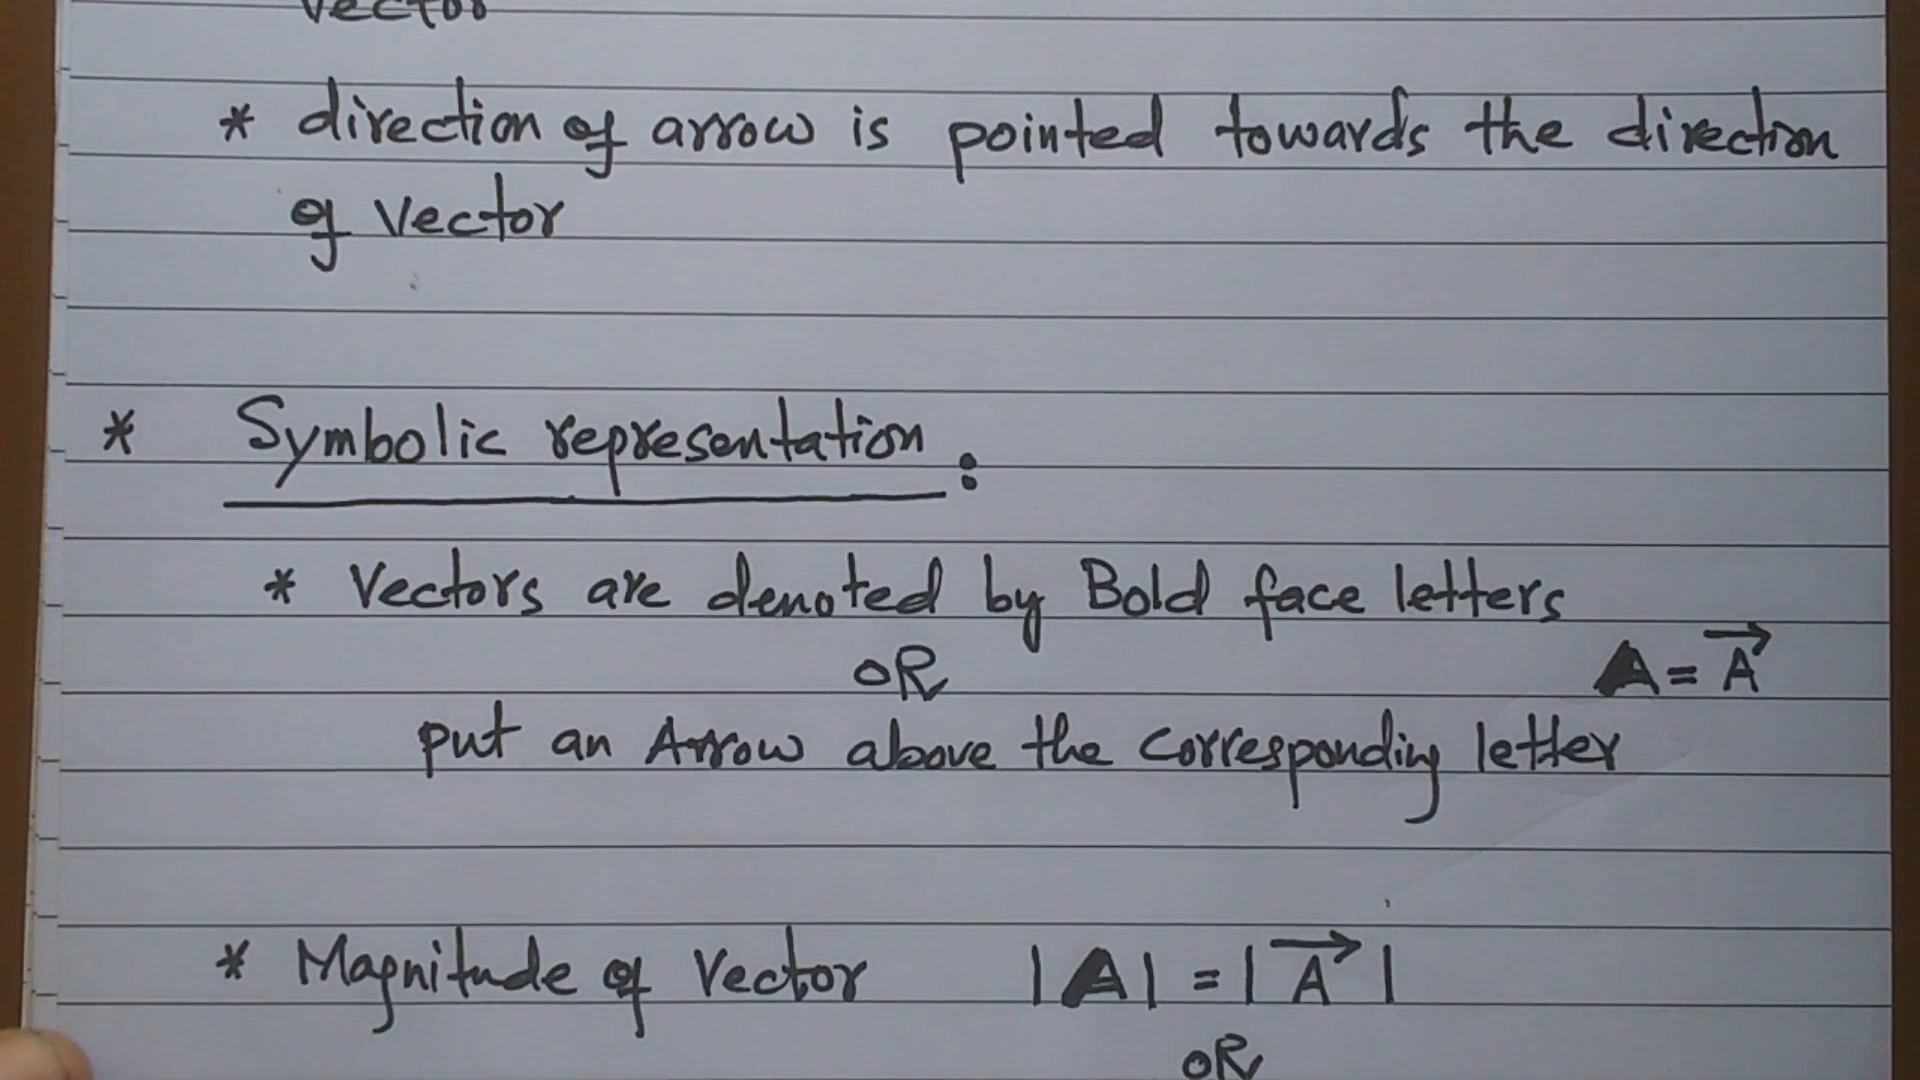 vector
* direction of arrow is pointed towards the direction
of vector
* Symbolic representation :
* Vectors are denoted by Bold face letters
OR
A = A⃗
put an Arrow above the corresponding letter
* Magnitude of Vector |A| = |A⃗|
OR